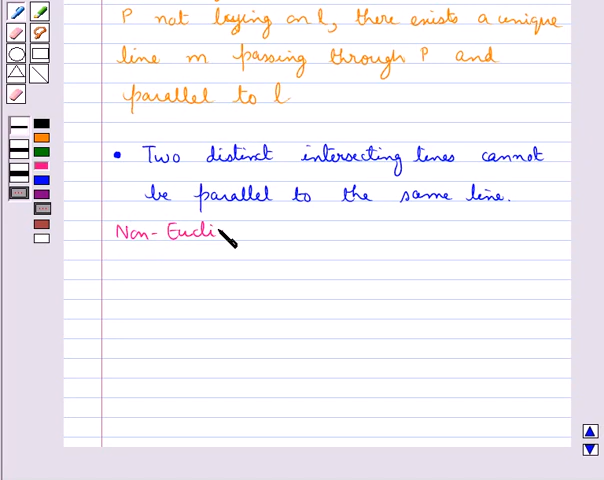 P not lying on l, there exists a unique
line m passing through P and
parallel to l
• Two distinct intersecting lines cannot
be parallel to the same line.
Non-Eucli